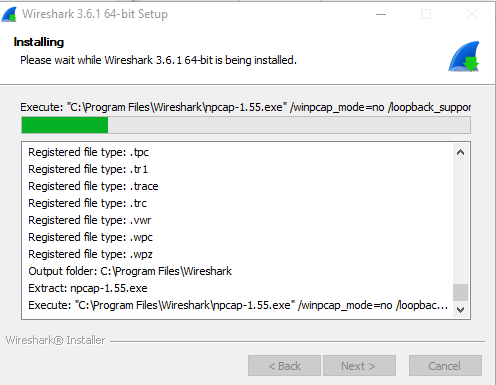 Wireshark 3.6.1 64-bit Setup
Installing
Please wait while Wireshark 3.6.1 64-bit is being installed.
Execute: "C:\Program Files\Wireshark\npcap-1.55.exe" /winpcap_mode=no /loopback_suppor
Registered file type: .tpc
Registered file type: .tr1
Registered file type: .trace
Registered file type: .trc
Registered file type: .vwr
Registered file type: .wpc
Registered file type: .wpz
Output folder: C:\Program Files\Wireshark
Extract: npcap-1.55.exe
Execute: "C:\Program Files\Wireshark\npcap-1.55.exe" /winpcap_mode=no /loopbac...
Wireshark® Installer
< Back
Next >
Cancel